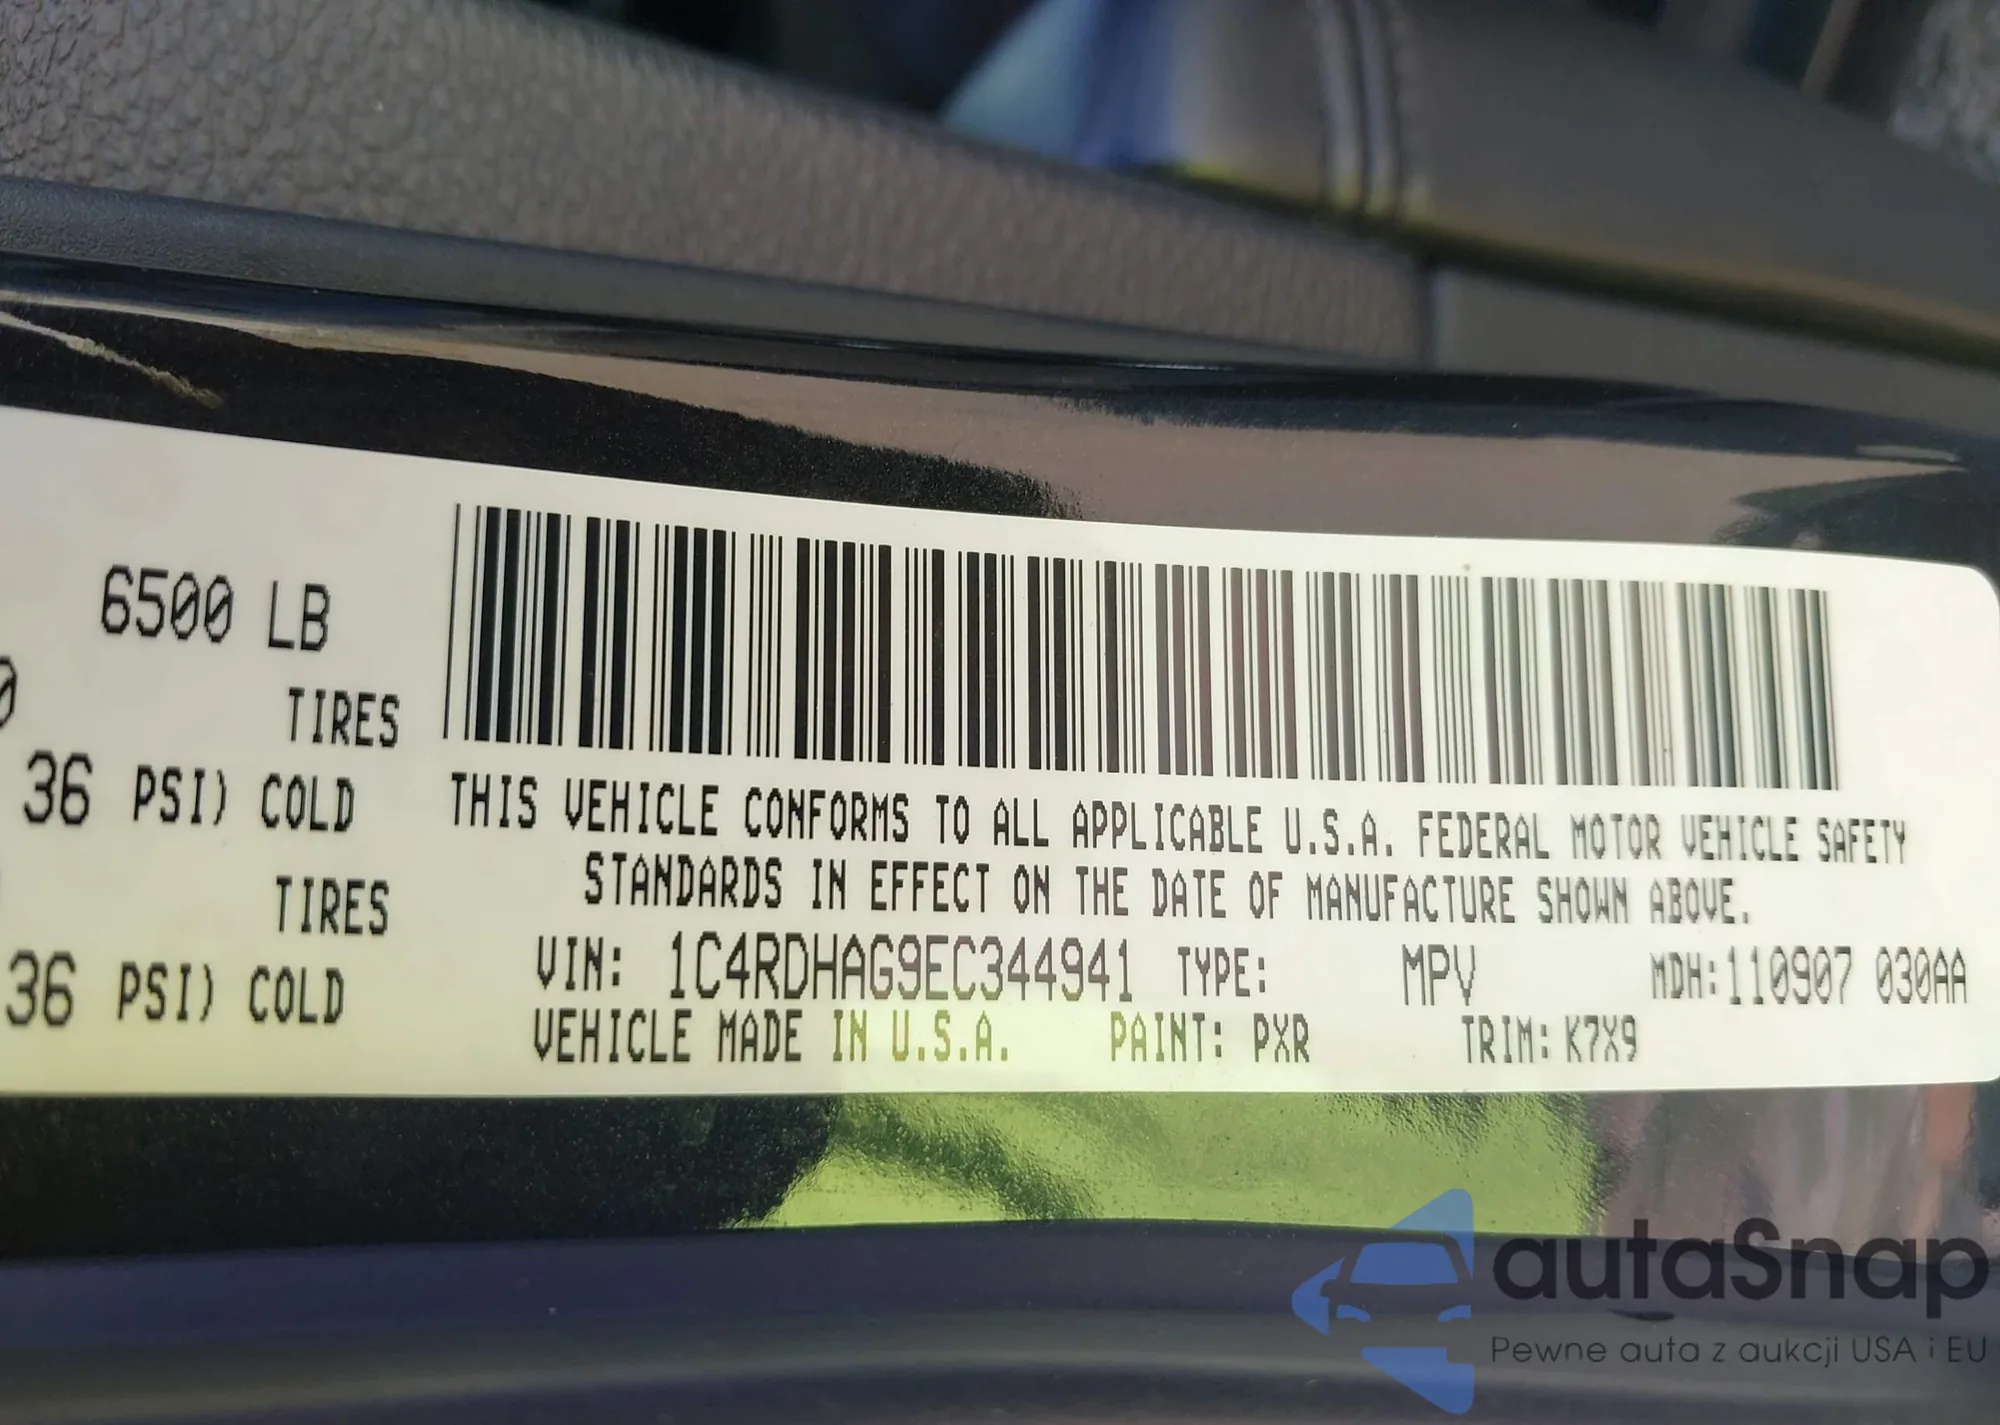 6500 LB
TIRES
36 PSI) COLD
TIRES
36 PSI) COLD
THIS VEHICLE CONFORMS TO ALL APPLICABLE U.S.A. FEDERAL MOTOR VEHICLE SAFETY
STANDARDS IN EFFECT ON THE DATE OF MANUFACTURE SHOWN ABOVE.
VIN: 1C4RDHAG9EC344941 TYPE: MPV MDH:110907 030AA
VEHICLE MADE IN U.S.A. PAINT: PXR TRIM: K7X9
autaSnap
Pewne auta z aukcji USA i EU